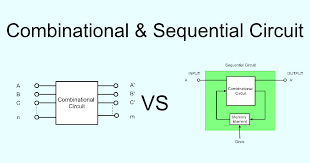 Combinational & Sequential Circuit
A
B
C
n
Combinational
Circuit
A'
B'
C'
m
VS
Sequential Circuit
INPUT
OUTPUT
A
Combinational
Circuit
A'
Memory
Element
Clock